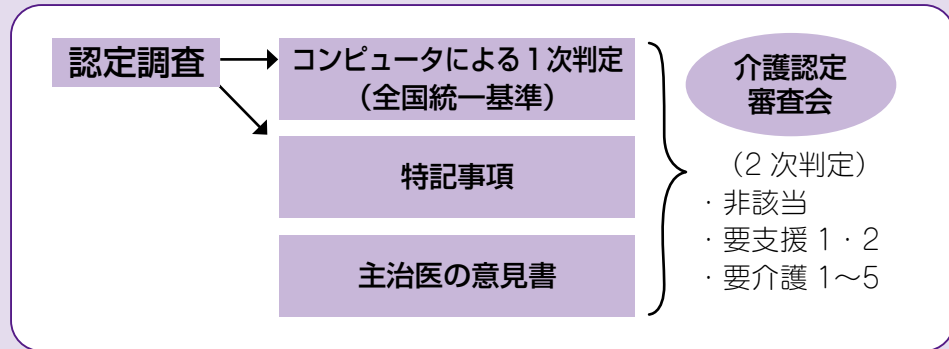 認定調査
コンピュータによる1次判定
（全国統一基準）
特記事項
主治医の意見書
介護認定
審査会
（2次判定）
・非該当
・要支援1・2
・要介護1～5